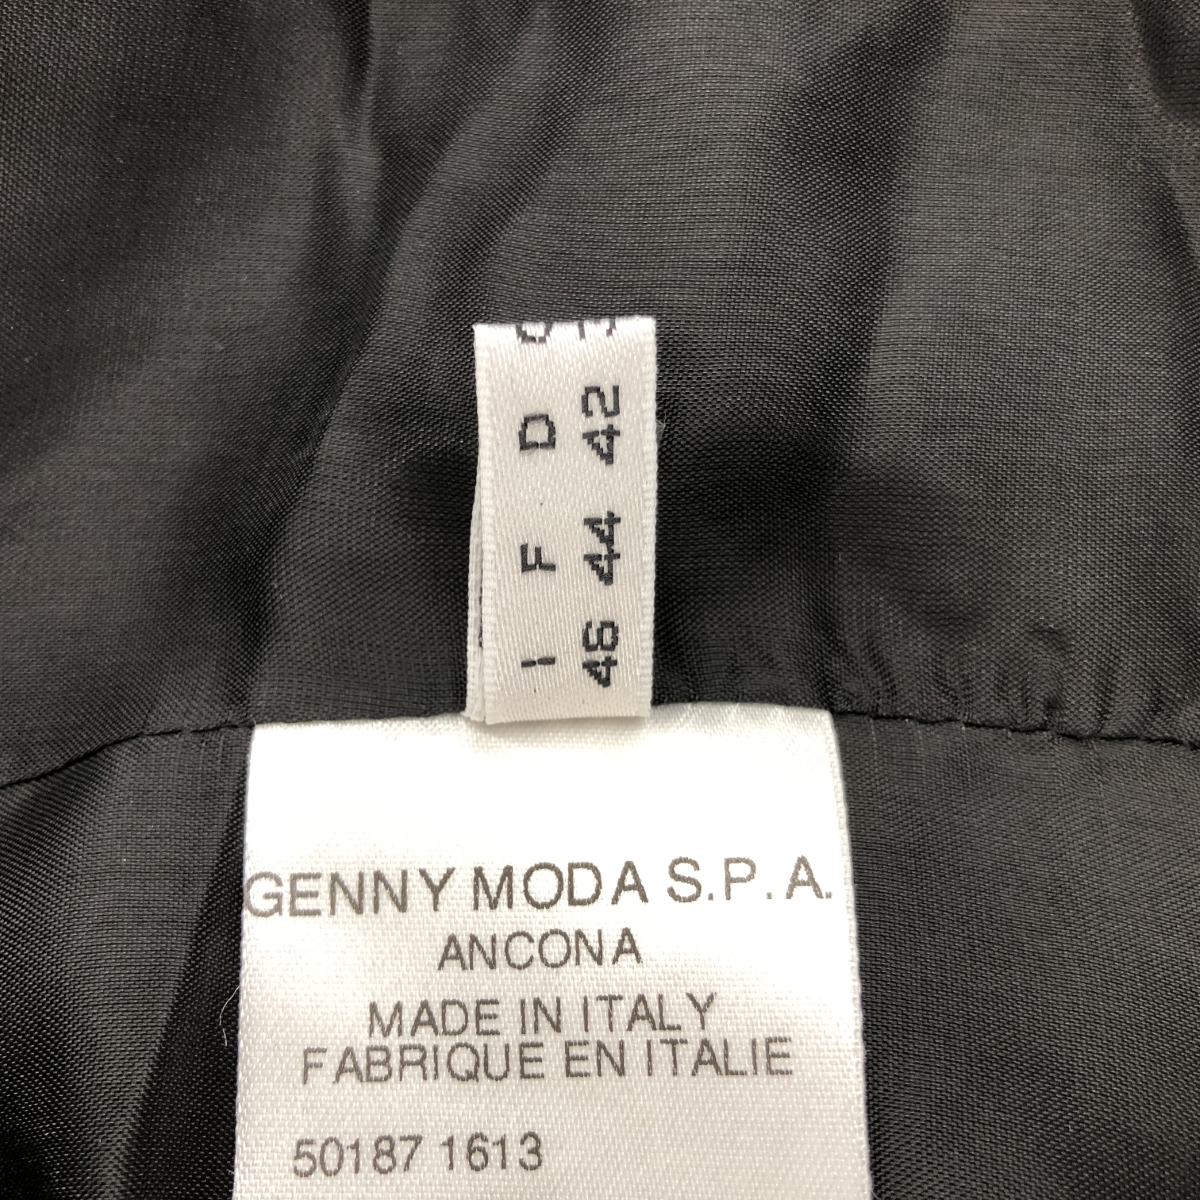 I F D
46 44 42
GENNY MODA S.P.A.
ANCONA
MADE IN ITALY
FABRIQUE EN ITALIE
50187 1613